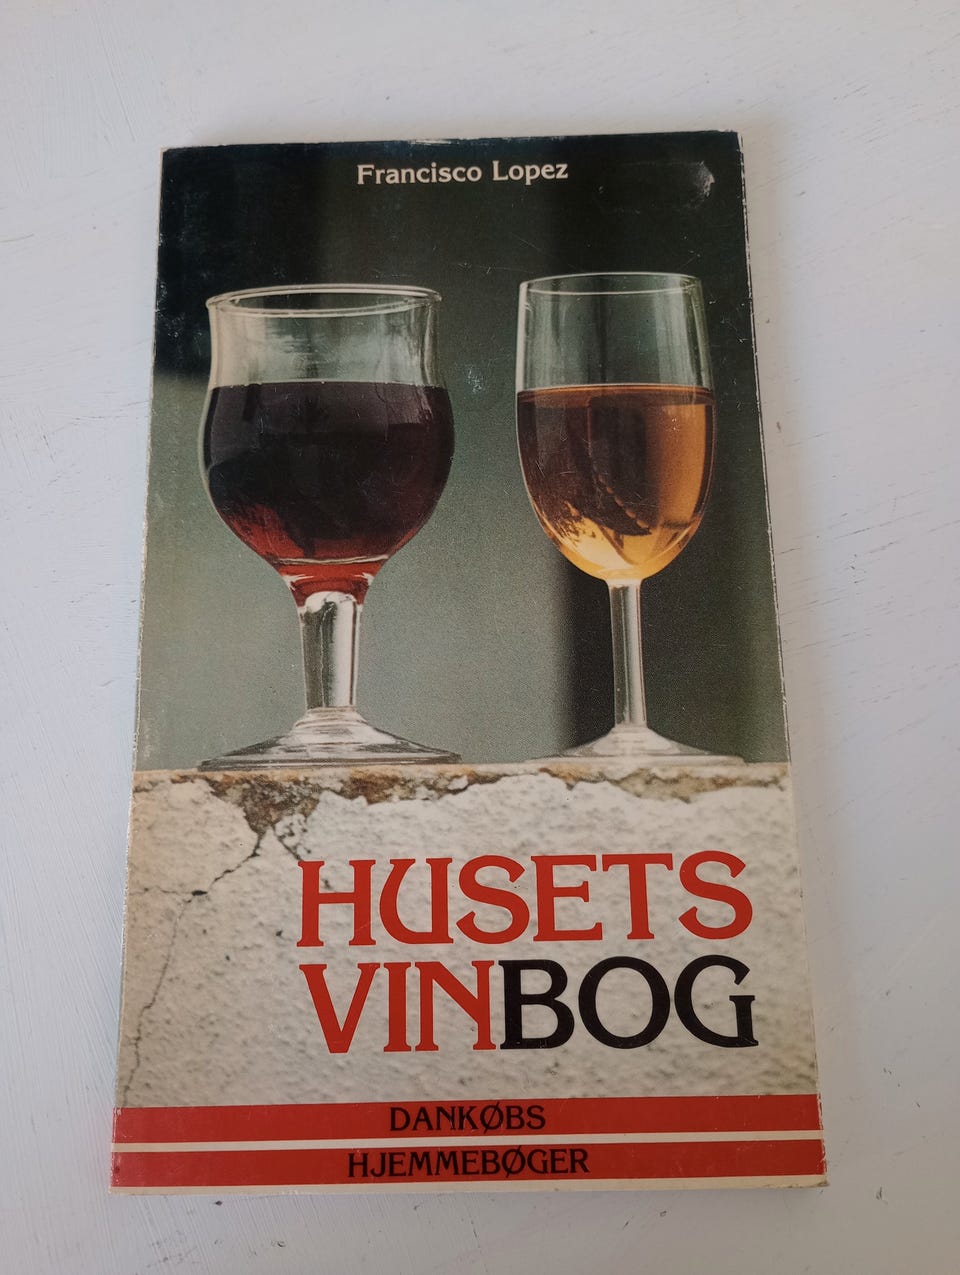 Francisco Lopez
HUSETS
VINBOG
DANKØBS
HJEMMEBØGER